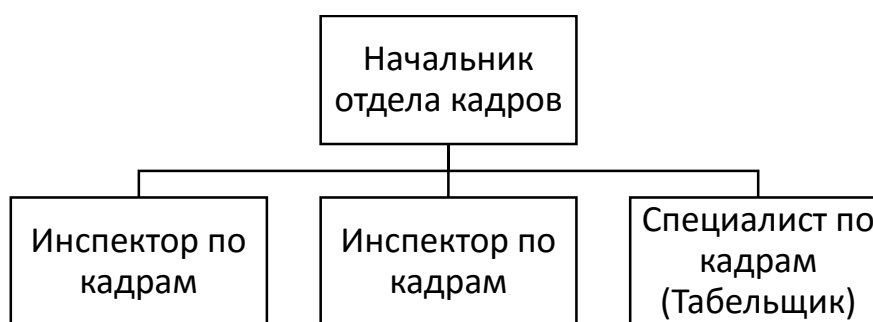 Начальник
отдела кадров
Инспектор по
кадрам
Инспектор по
кадрам
Специалист по
кадрам
(Табельщик)